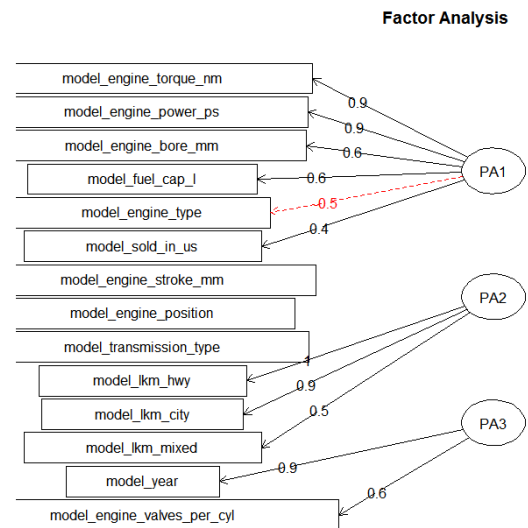 Factor Analysis
model_engine_torque_nm
0.9
model_engine_power_ps
0.9
model_engine_bore_mm
0.6
PA1
model_fuel_cap_l
0.6
model_engine_type
-0.5
model_sold_in_us
0.4
model_engine_stroke_mm
PA2
model_engine_position
model_transmission_type
1
model_lkm_hwy
0.9
model_lkm_city
0.5
PA3
model_lkm_mixed
0.9
model_year
0.6
model_engine_valves_per_cyl